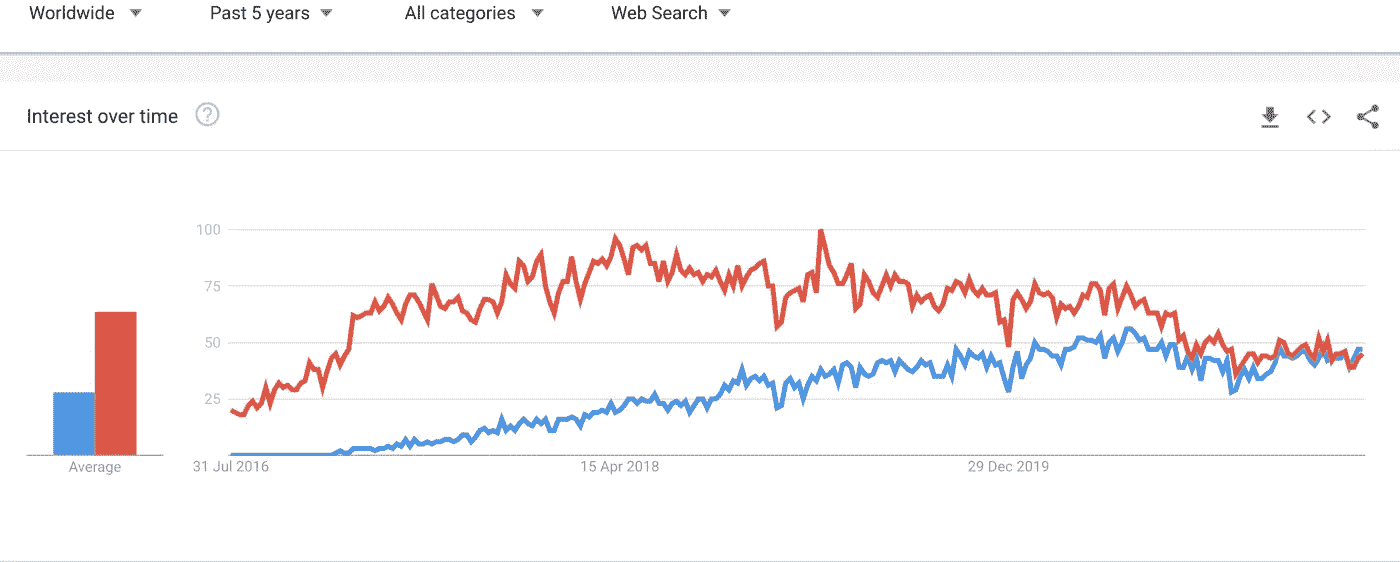 Worldwide Past 5 years All categories Web Search
Interest over time ?
100
75
50
25
Average 31 Jul 2016 15 Apr 2018 29 Dec 2019